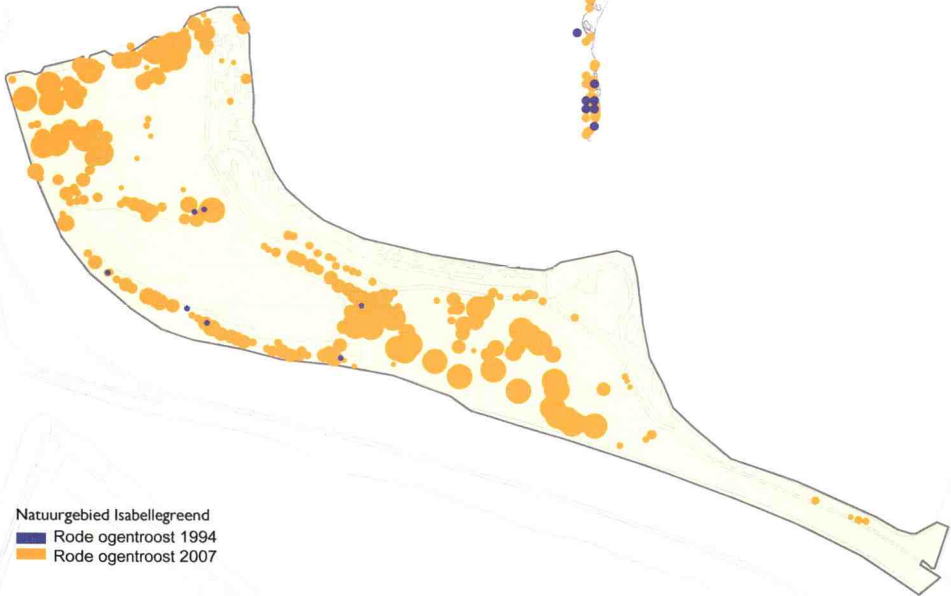 Natuurgebied Isabellegreend
Rode ogentroost 1994
Rode ogentroost 2007